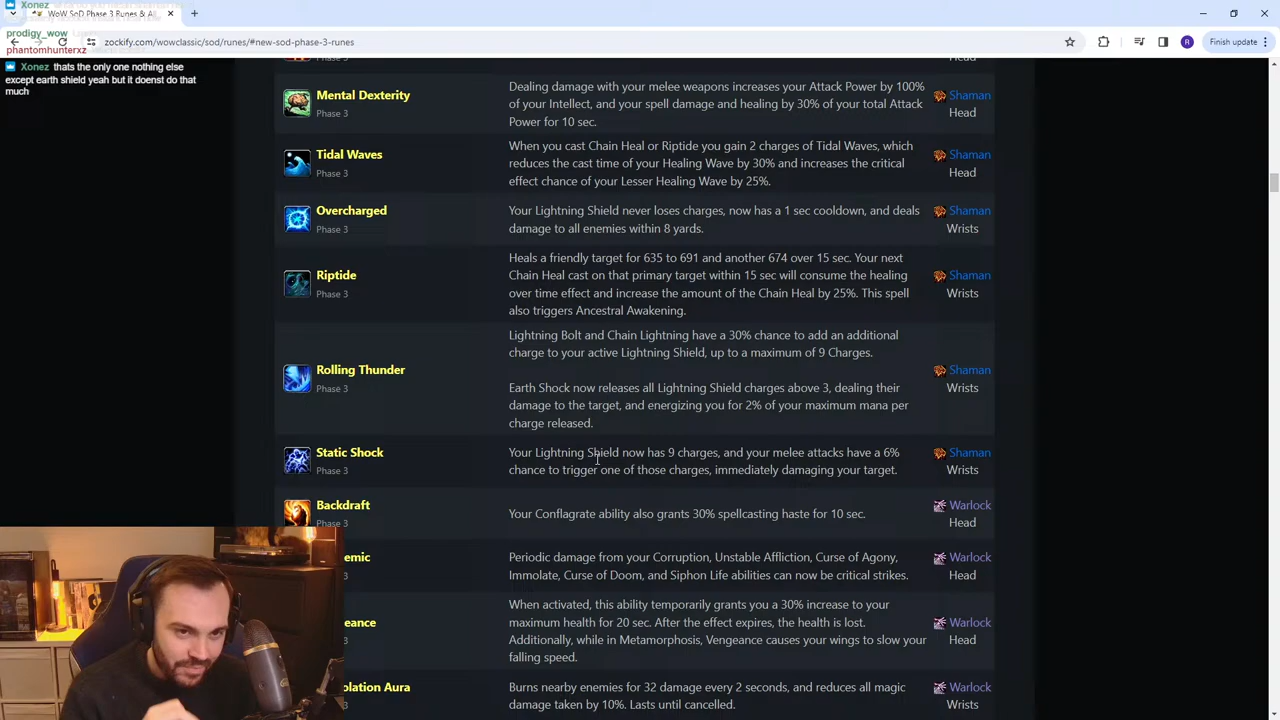 Xonez
WoW SoD Phase 3 Runes & Al
prodigy_wow
phantomhunterxz
zockify.com/wowclassic/sod/runes/#new-sod-phase-3-runes
R
Finish update
Xonez thats the only one nothing else
except earth shield yeah but it doenst do that
much
Phase 3
Head
Mental Dexterity
Phase 3
Dealing damage with your melee weapons increases your Attack Power by 100%
of your Intellect, and your spell damage and healing by 30% of your total Attack
Power for 10 sec.
Shaman
Head
Tidal Waves
Phase 3
When you cast Chain Heal or Riptide you gain 2 charges of Tidal Waves, which
reduces the cast time of your Healing Wave by 30% and increases the critical
effect chance of your Lesser Healing Wave by 25%.
Shaman
Head
Overcharged
Phase 3
Your Lightning Shield never loses charges, now has a 1 sec cooldown, and deals
damage to all enemies within 8 yards.
Shaman
Wrists
Riptide
Phase 3
Heals a friendly target for 635 to 691 and another 674 over 15 sec. Your next
Chain Heal cast on that primary target within 15 sec will consume the healing
over time effect and increase the amount of the Chain Heal by 25%. This spell
also triggers Ancestral Awakening.
Shaman
Wrists
Rolling Thunder
Phase 3
Lightning Bolt and Chain Lightning have a 30% chance to add an additional
charge to your active Lightning Shield, up to a maximum of 9 Charges.
Earth Shock now releases all Lightning Shield charges above 3, dealing their
damage to the target, and energizing you for 2% of your maximum mana per
charge released.
Shaman
Wrists
Static Shock
Phase 3
Your Lightning Shield now has 9 charges, and your melee attacks have a 6%
chance to trigger one of those charges, immediately damaging your target.
Shaman
Wrists
Backdraft
Phase 3
Your Conflagrate ability also grants 30% spellcasting haste for 10 sec.
Warlock
Head
emic
3
Periodic damage from your Corruption, Unstable Affliction, Curse of Agony,
Immolate, Curse of Doom, and Siphon Life abilities can now be critical strikes.
Warlock
Head
eance
3
When activated, this ability temporarily grants you a 30% increase to your
maximum health for 20 sec. After the effect expires, the health is lost.
Additionally, while in Metamorphosis, Vengeance causes your wings to slow your
falling speed.
Warlock
Head
olation Aura
3
Burns nearby enemies for 32 damage every 2 seconds, and reduces all magic
damage taken by 10%. Lasts until cancelled.
Warlock
Wrists